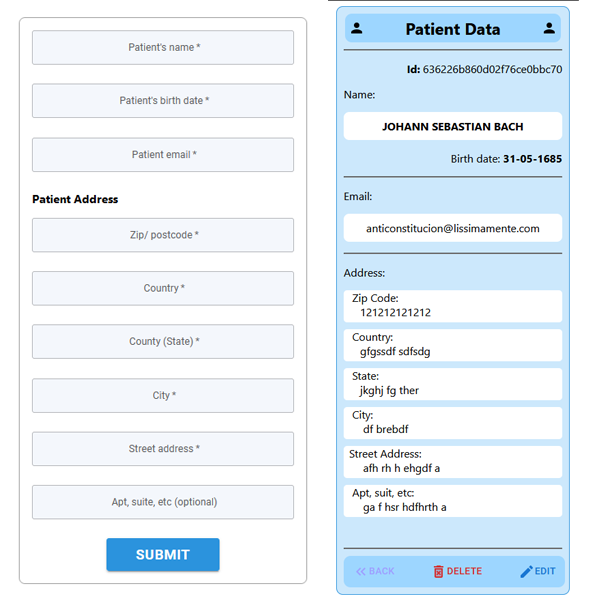 Patient's name *
Patient's birth date *
Patient email *
Patient Address
Zip/ postcode *
Country *
County (State) *
City *
Street address *
Apt, suite, etc (optional)
SUBMIT
Patient Data
Id: 636226b860d02f76ce0bbc70
Name:
JOHANN SEBASTIAN BACH
Birth date: 31-05-1685
Email:
anticonstitucion@lissimamente.com
Address:
Zip Code:
121212121212
Country:
gfgssdf sdfsdg
State:
jkghj fg ther
City:
df brebdf
Street Address:
afh rh h ehgdf a
Apt, suit, etc:
ga f hsr hdfhrth a
BACK DELETE EDIT